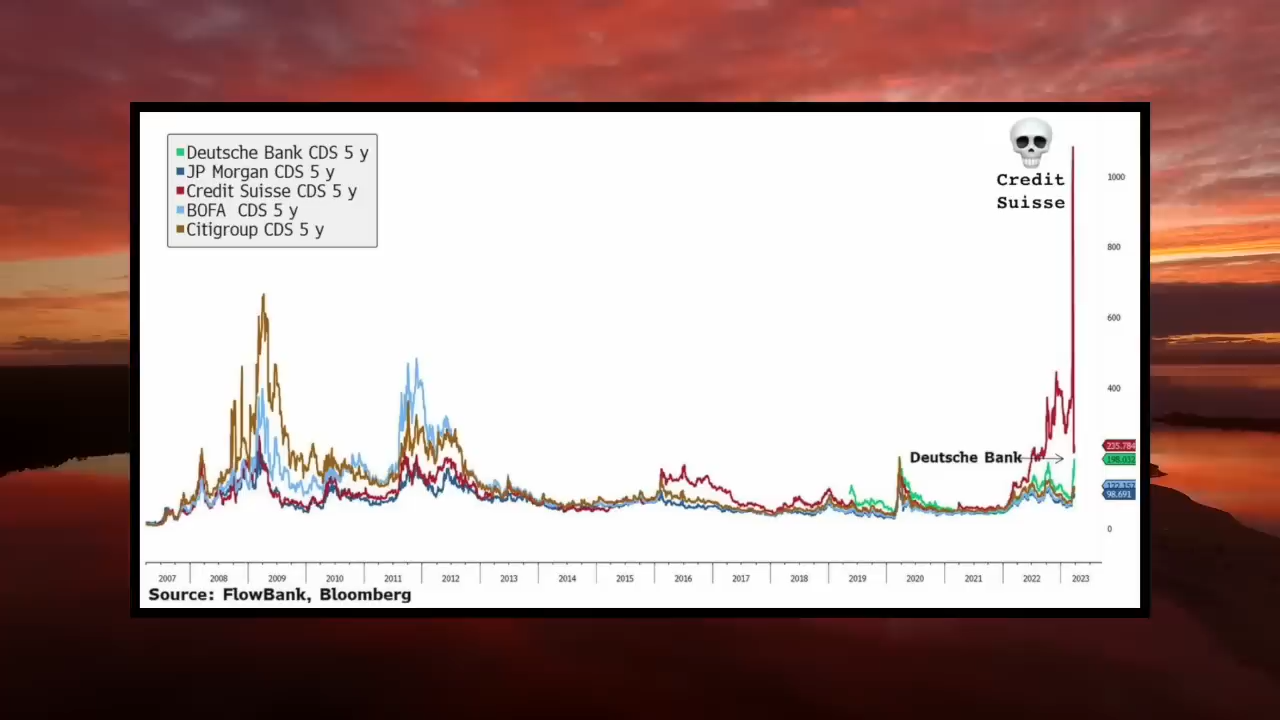 Deutsche Bank CDS 5 y
JP Morgan CDS 5 y
Credit Suisse CDS 5 y
BOFA CDS 5 y
Citigroup CDS 5 y
Credit
Suisse
1000
800
600
400
235.784
Deutsche Bank
198.032
122.157
98.691
0
2007 2008 2009 2010 2011 2012 2013 2014 2015 2016 2017 2018 2019 2020 2021 2022 2023
Source: FlowBank, Bloomberg